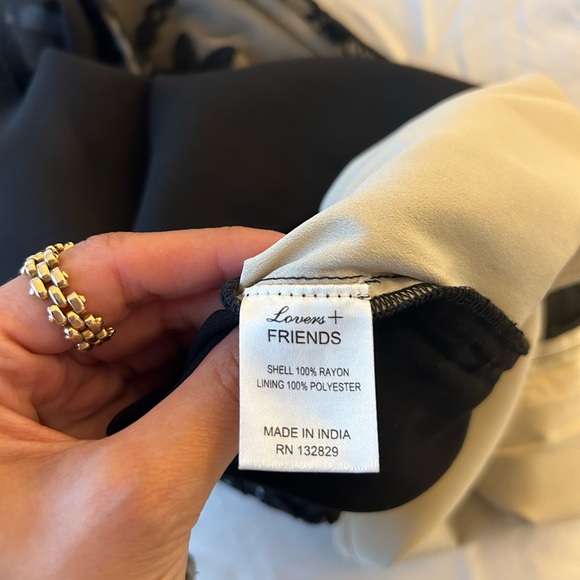 Lovers +
FRIENDS
SHELL 100% RAYON
LINING 100% POLYESTER
MADE IN INDIA
RN 132829